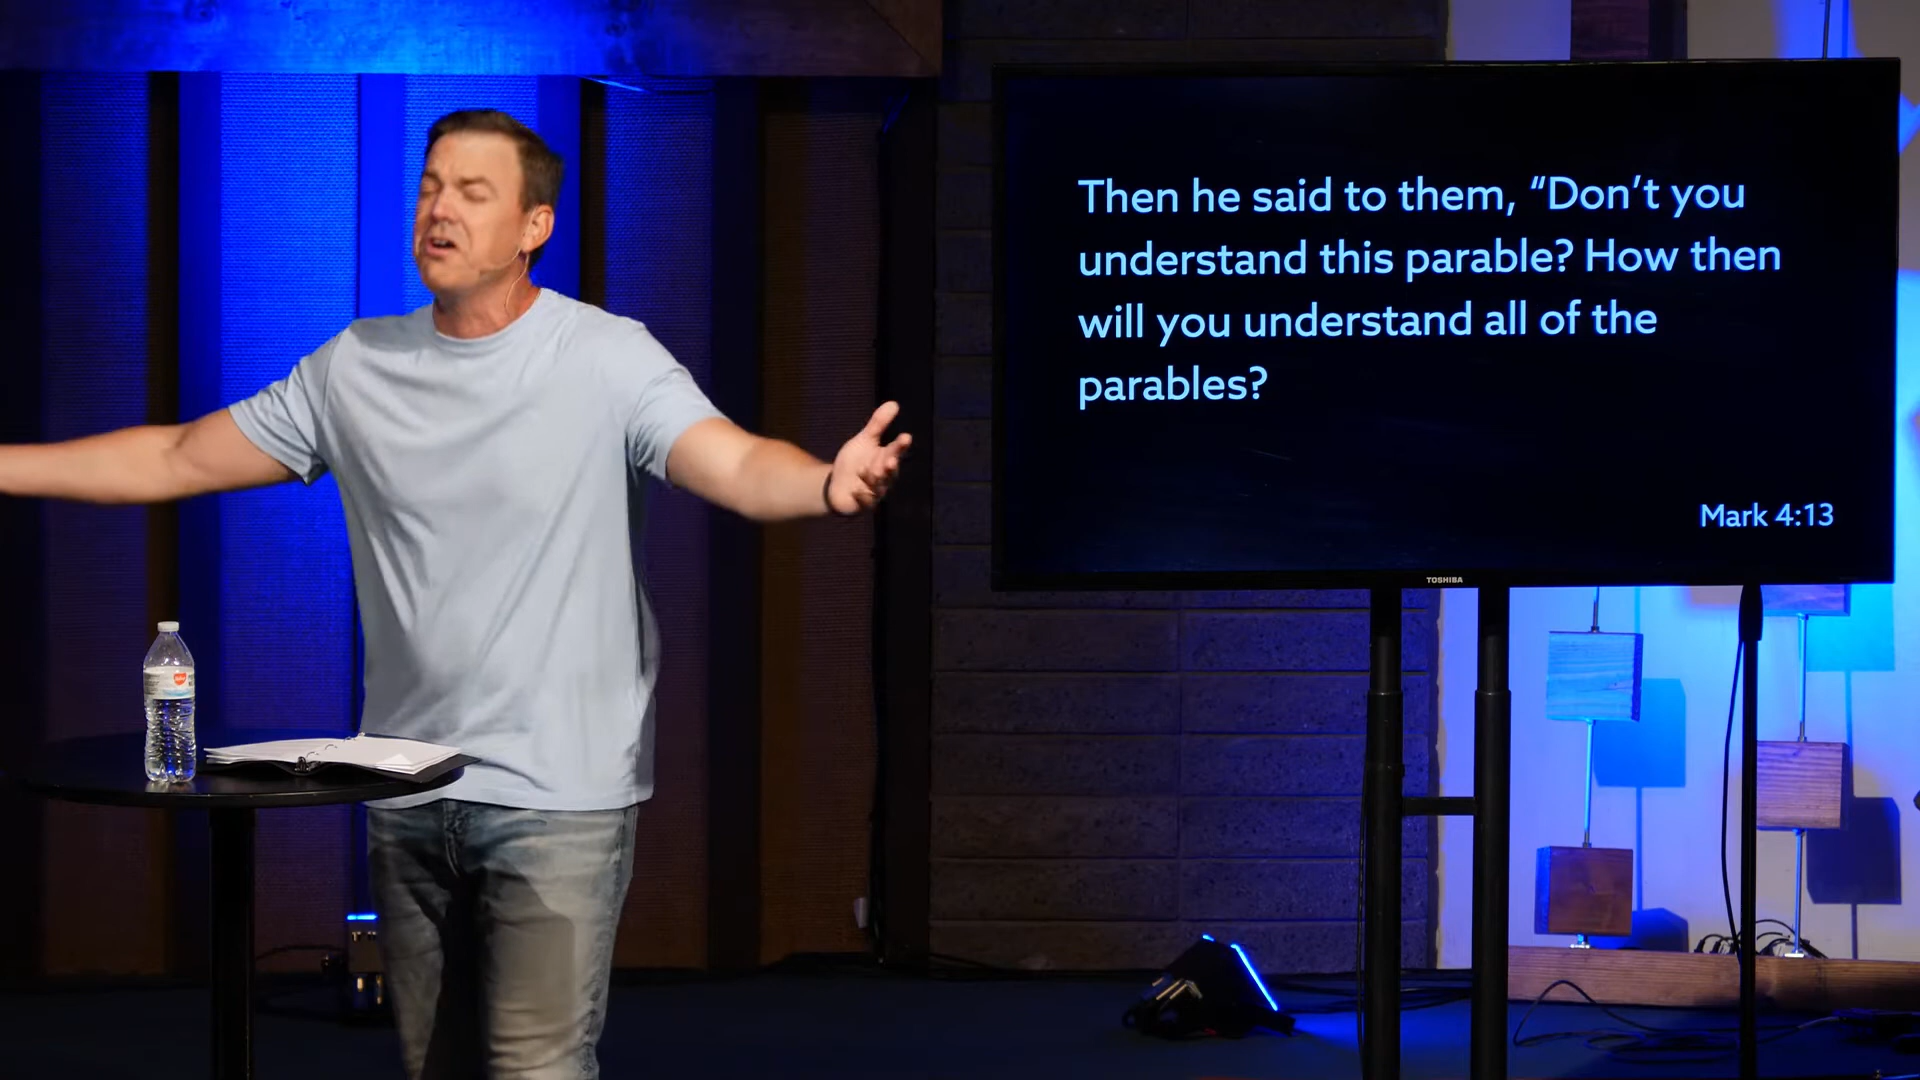 Then he said to them, “Don’t you
understand this parable? How then
will you understand all of the
parables?
Mark 4:13
TOSHIBA